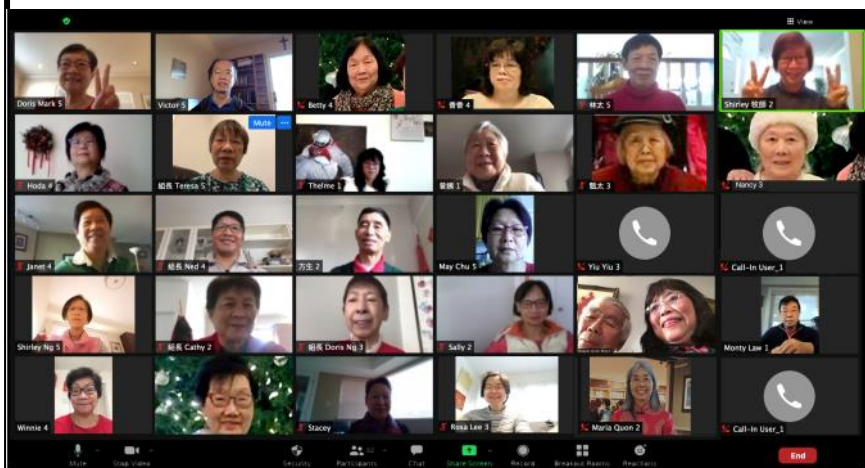 View
Doris Mark 5
Victor 5
Betty 4
香香 4
林太 5
Shirley 牧師 2
Hoda 4
Mute
組長 Teresa 5
Thelme 1
甄太 3
Nancy 3
Janet 4
組長 Ned 4
方生 2
May Chu 5
Yiu Yiu 3
Call-In User_1
Shirley Ng 5
組長 Cathy 2
組長 Doris Ng 3
Sally 2
Monty Law 1
Winnie 4
Stacey
Rosa Lee 3
Maria Quon 2
Call-In User_1
Mute
Stop Video
Security
Participants
Chat
Share Screen
Record
Breakout Rooms
Reactions
End